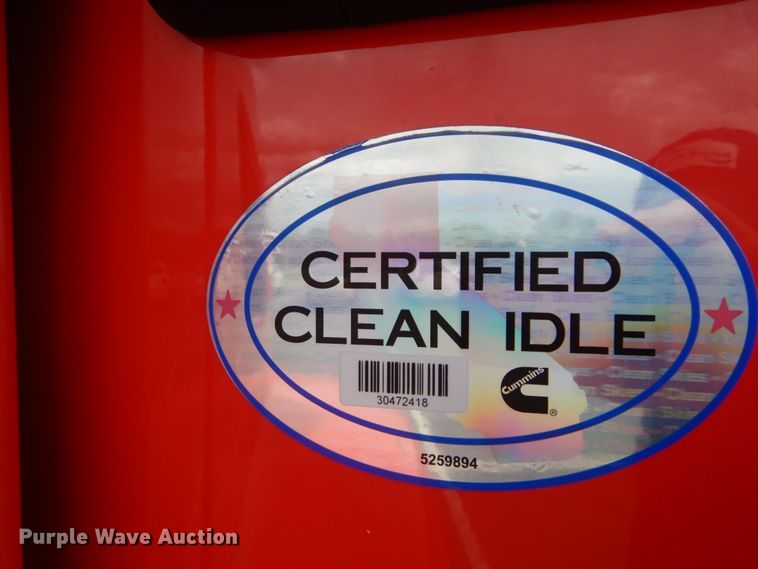 CERTIFIED
CLEAN IDLE
30472418
Cummins
®
5259894
Purple Wave Auction